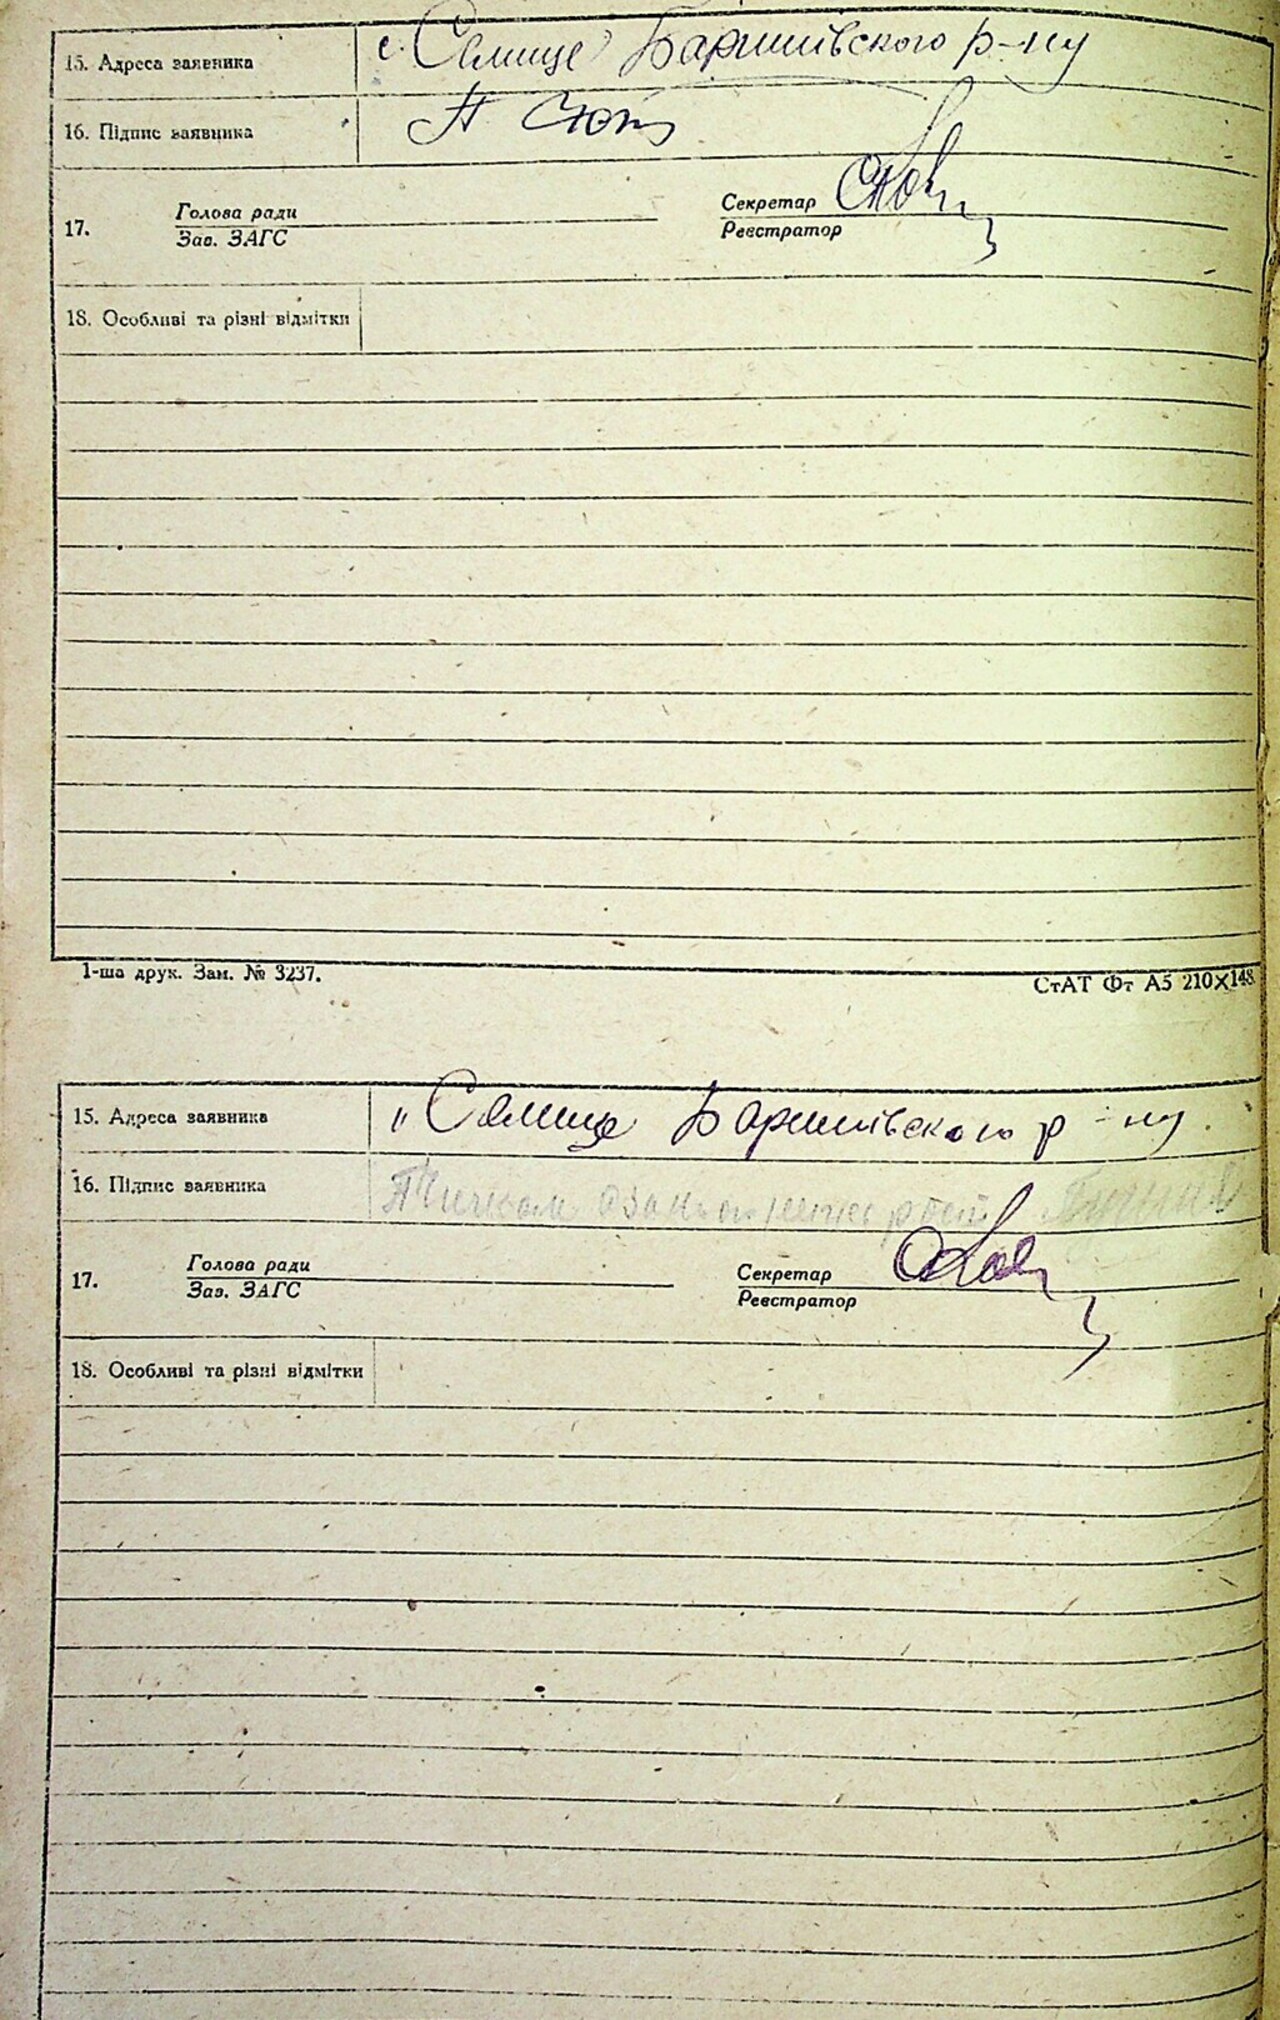 15. Адреса заявника с. Селище Баришівського р-ну
16. Підпис заявника
17. Голова ради Секретар
Зав. ЗАГС Реєстратор
18. Особливі та різні відмітки
1-ша друк. Зам. № 3237. СтАТ Фт А5 210×148
15. Адреса заявника " Селище Баришівського р-ну
16. Підпис заявника
17. Голова ради Секретар
Зав. ЗАГС Реєстратор
18. Особливі та різні відмітки